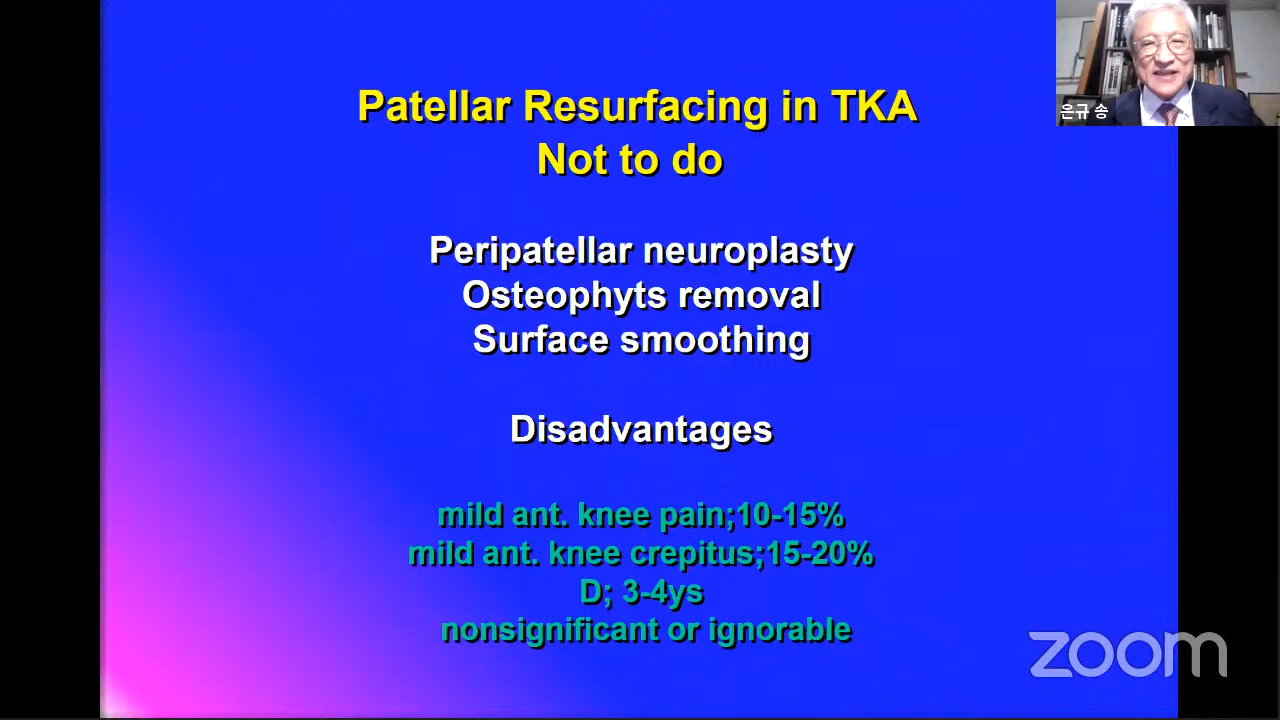 Patellar Resurfacing in TKA
Not to do
은규 송
Peripatellar neuroplasty
Osteophyts removal
Surface smoothing
Disadvantages
mild ant. knee pain;10-15%
mild ant. knee crepitus;15-20%
D; 3-4ys
nonsignificant or ignorable
zoom